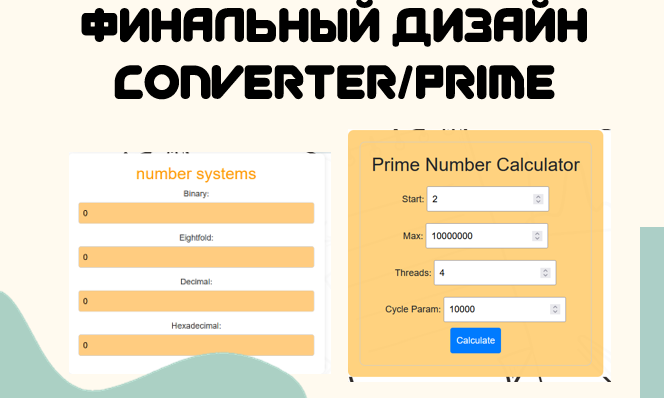 ФИНАЛЬНЫЙ ДИЗАЙН
CONVERTER/PRIME
number systems
Binary:
0
Eightfold:
0
Decimal:
0
Hexadecimal:
0
Prime Number Calculator
Start: 2
Max: 10000000
Threads: 4
Cycle Param: 10000
Calculate